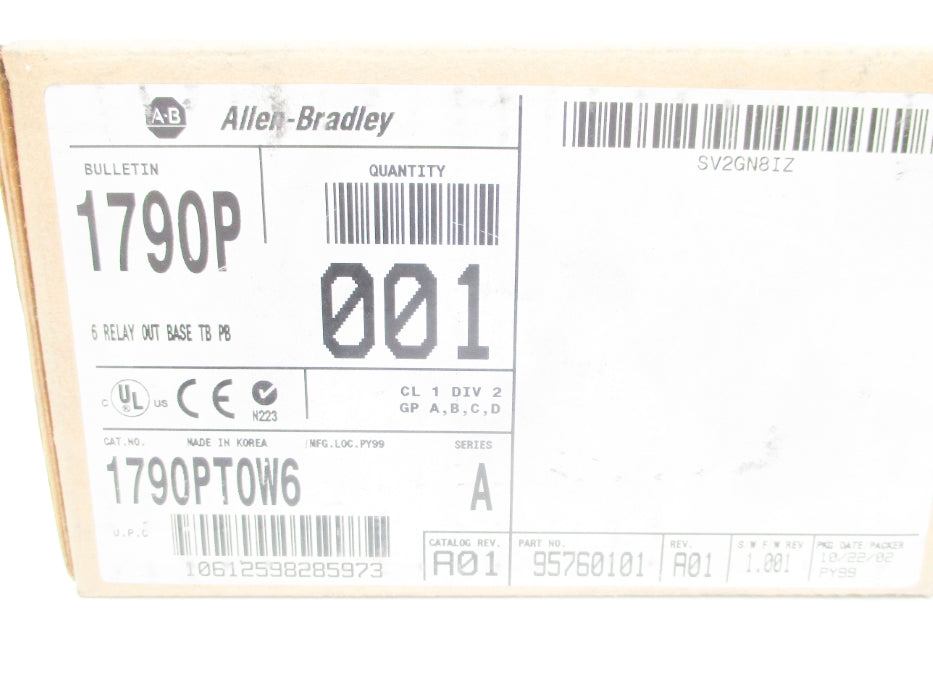 A-B Allen-Bradley
BULLETIN
1790P
QUANTITY
001
6 RELAY OUT BASE TB PB
SV2GN8IZ
C UL ® US CE N223
CL 1 DIV 2
GP A,B,C,D
CAT.NO. MADE IN KOREA /MFG.LOC.PY99 SERIES
1790PT0W6 A
U.P.C
10612598285973
CATALOG REV.
A01
PART NO.
95760101
REV.
A01
S.W F.W REV
1.001
PKG DATE PACKER
10/22/02
PY99